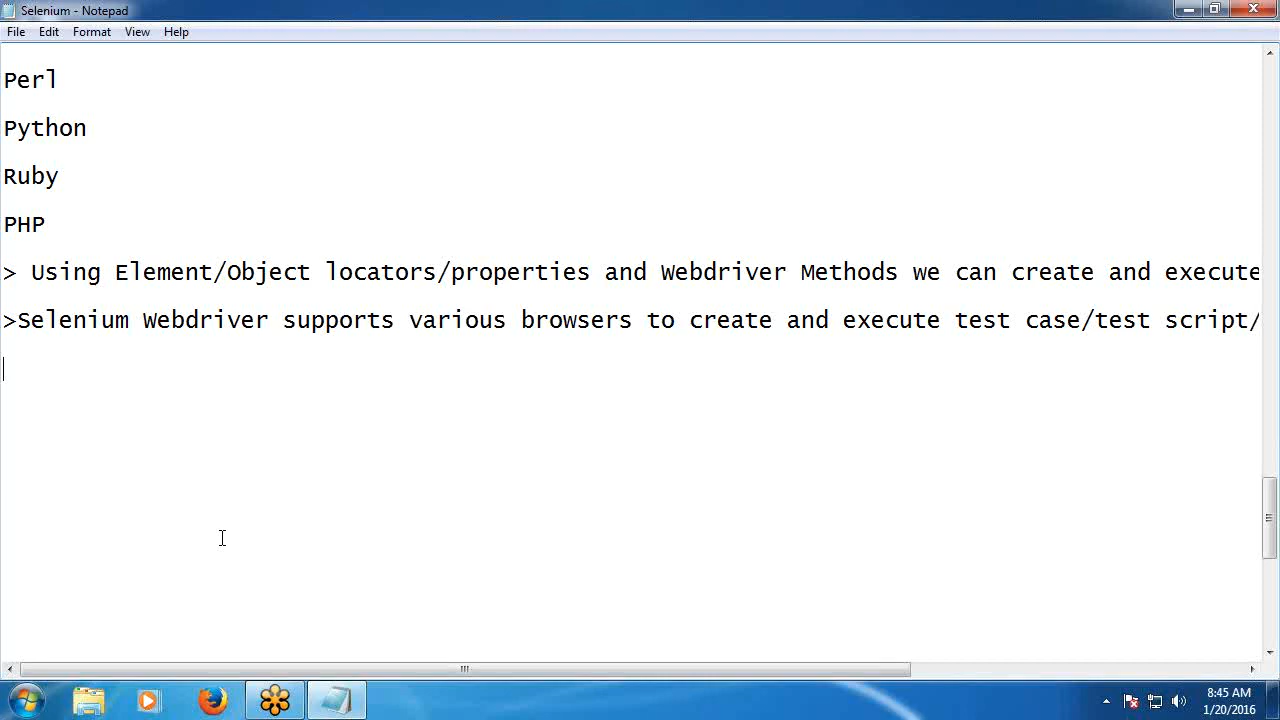 Selenium - Notepad
File Edit Format View Help
Perl
Python
Ruby
PHP
> Using Element/Object locators/properties and Webdriver Methods we can create and execute
>Selenium Webdriver supports various browsers to create and execute test case/test script/
8:45 AM
1/20/2016